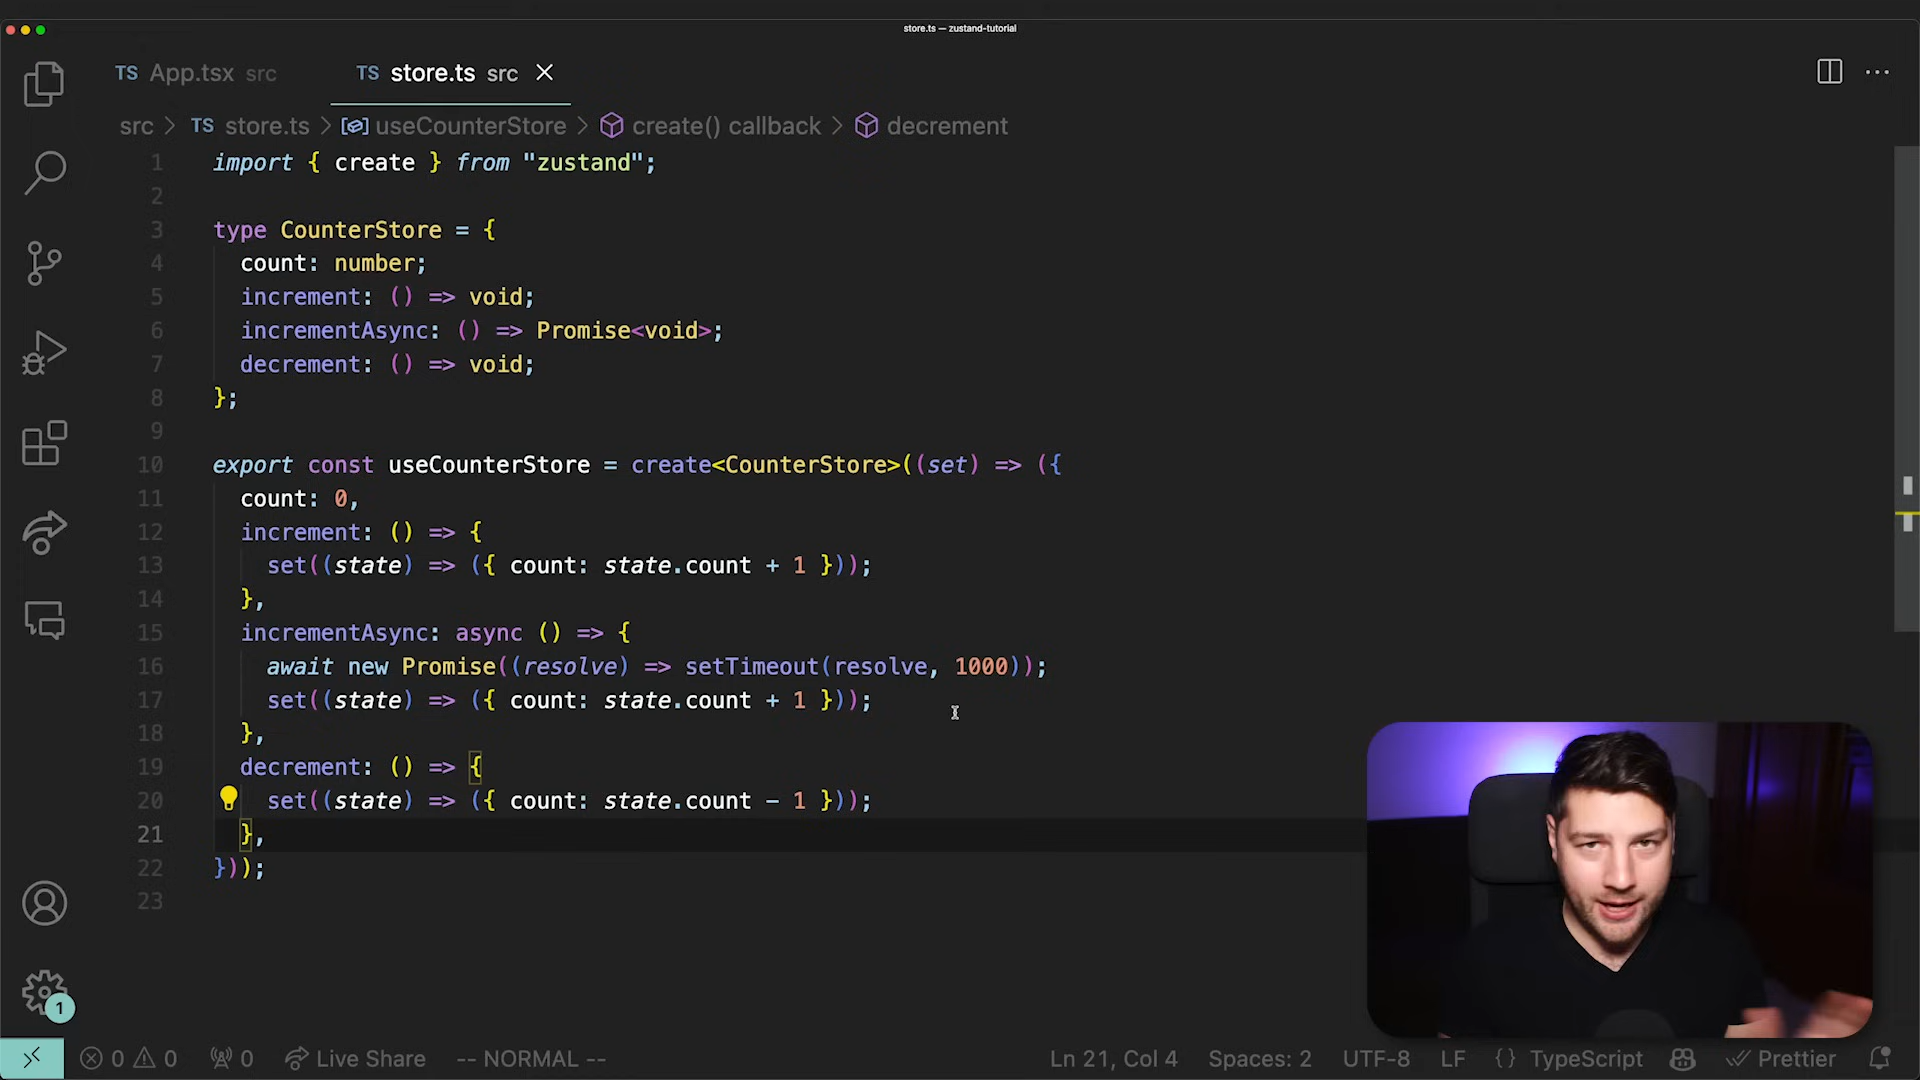 store.ts — zustand-tutorial
TS App.tsx src
TS store.ts src
src > TS store.ts > useCounterStore > create() callback > decrement
1 import { create } from "zustand";
2
3 type CounterStore = {
4 count: number;
5 increment: () => void;
6 incrementAsync: () => Promise<void>;
7 decrement: () => void;
8 };
9
10 export const useCounterStore = create<CounterStore>((set) => ({
11 count: 0,
12 increment: () => {
13 set((state) => ({ count: state.count + 1 }));
14 },
15 incrementAsync: async () => {
16 await new Promise((resolve) => setTimeout(resolve, 1000));
17 set((state) => ({ count: state.count + 1 }));
18 },
19 decrement: () => {
20 set((state) => ({ count: state.count - 1 }));
21 },
22 }));
23
1
0 0 0 Live Share -- NORMAL -- Ln 21, Col 4 Spaces: 2 UTF-8 LF {} TypeScript Prettier